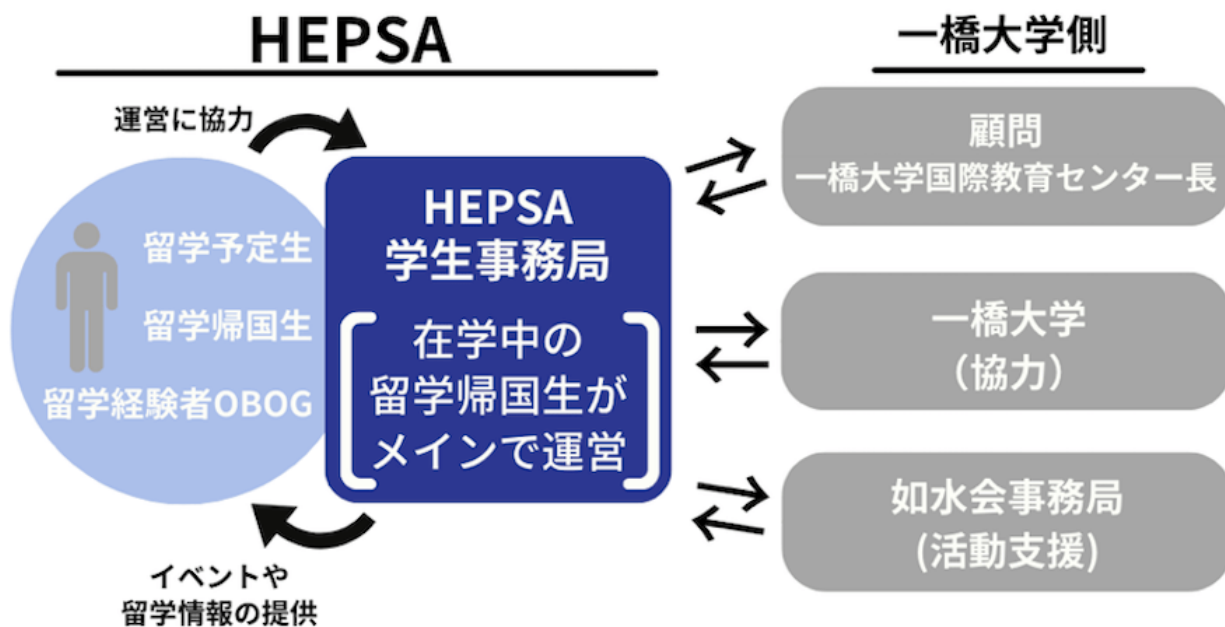 HEPSA
運営に協力
留学予定生
留学帰国生
留学経験者OBOG
HEPSA
学生事務局
在学中の
留学帰国生が
メインで運営
イベントや
留学情報の提供
一橋大学側
顧問
一橋大学国際教育センター長
一橋大学
（協力）
如水会事務局
(活動支援)